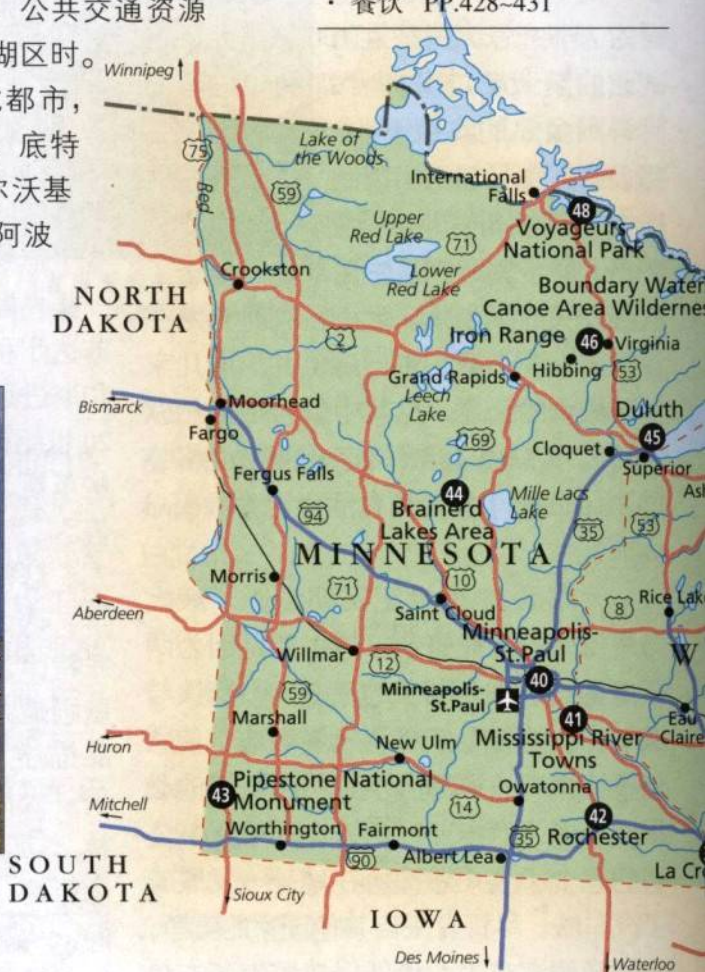 公共交通资源
湖区时。
都市，
底特
尔沃基
阿波
· 餐饮 PP.428~431
Winnipeg
75
Lake of
the Woods
59
Red
International
Falls
48
Voyageurs
National Park
Upper
Red Lake
71
Lower
Red Lake
Crookston
NORTH
DAKOTA
Boundary Water
Canoe Area Wildernes
2
Iron Range
46
Virginia
Hibbing
53
Grand Rapids
Leech
Lake
Bismarck
Moorhead
Fargo
Duluth
45
169
Cloquet
Superior
Fergus Falls
44
Brainerd
Lakes Area
Mille Lacs
Lake
94
35
53
MINNESOTA
Morris
71
10
Aberdeen
Saint Cloud
8
Rice Lak
Minneapolis-
St.Paul
40
W
Willmar
12
Minneapolis-
St.Paul
59
41
Mississippi River
Towns
Eau
Claire
Marshall
Huron
New Ulm
43
Pipestone National
Monument
Owatonna
Mitchell
14
42
Rochester
Worthington
Fairmont
35
90
Albert Lea
La Cr
SOUTH
DAKOTA
Sioux City
IOWA
Des Moines
Waterloo